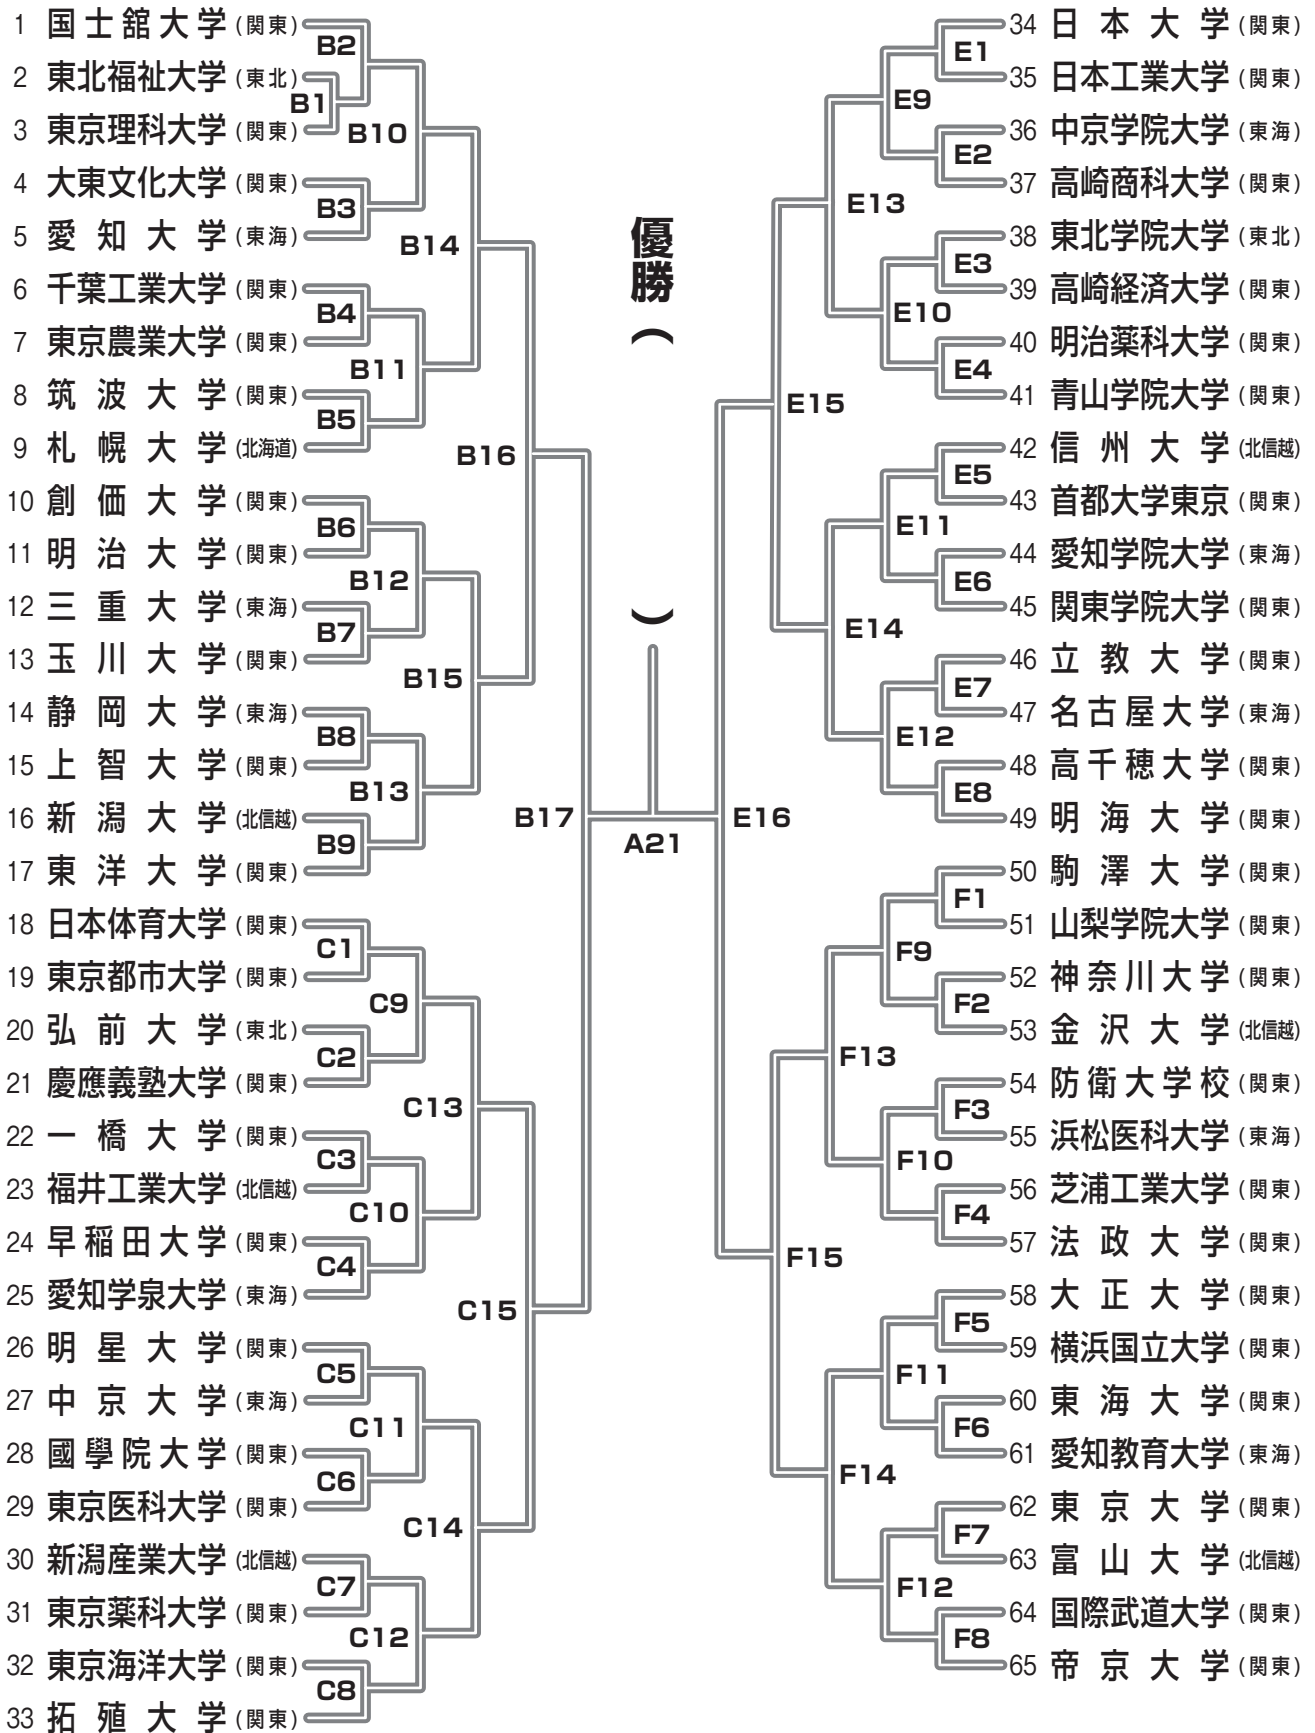 1 国士舘大学 (関東)
2 東北福祉大学 (東北)
3 東京理科大学 (関東)
4 大東文化大学 (関東)
5 愛知大学 (東海)
6 千葉工業大学 (関東)
7 東京農業大学 (関東)
8 筑波大学 (関東)
9 札幌大学 (北海道)
10 創価大学 (関東)
11 明治大学 (関東)
12 三重大学 (東海)
13 玉川大学 (関東)
14 静岡大学 (東海)
15 上智大学 (関東)
16 新潟大学 (北信越)
17 東洋大学 (関東)
18 日本体育大学 (関東)
19 東京都市大学 (関東)
20 弘前大学 (東北)
21 慶應義塾大学 (関東)
22 一橋大学 (関東)
23 福井工業大学 (北信越)
24 早稲田大学 (関東)
25 愛知学泉大学 (東海)
26 明星大学 (関東)
27 中京大学 (東海)
28 國學院大学 (関東)
29 東京医科大学 (関東)
30 新潟産業大学 (北信越)
31 東京薬科大学 (関東)
32 東京海洋大学 (関東)
33 拓殖大学 (関東)
B2
B1
B3
B4
B5
B6
B7
B8
B9
C1
C2
C3
C4
C5
C6
C7
C8
B10
B11
B12
B13
C9
C10
C11
C12
B14
B15
C13
C14
B16
C15
B17
優勝（　）
A21
E16
E15
F15
E13
E14
F13
F14
E9
E10
E11
E12
F9
F10
F11
F12
E1
E2
E3
E4
E5
E6
E7
E8
F1
F2
F3
F4
F5
F6
F7
F8
34 日本大学 (関東)
35 日本工業大学 (関東)
36 中京学院大学 (東海)
37 高崎商科大学 (関東)
38 東北学院大学 (東北)
39 高崎経済大学 (関東)
40 明治薬科大学 (関東)
41 青山学院大学 (関東)
42 信州大学 (北信越)
43 首都大学東京 (関東)
44 愛知学院大学 (東海)
45 関東学院大学 (関東)
46 立教大学 (関東)
47 名古屋大学 (東海)
48 高千穂大学 (関東)
49 明海大学 (関東)
50 駒澤大学 (関東)
51 山梨学院大学 (関東)
52 神奈川大学 (関東)
53 金沢大学 (北信越)
54 防衛大学校 (関東)
55 浜松医科大学 (東海)
56 芝浦工業大学 (関東)
57 法政大学 (関東)
58 大正大学 (関東)
59 横浜国立大学 (関東)
60 東海大学 (関東)
61 愛知教育大学 (東海)
62 東京大学 (関東)
63 富山大学 (北信越)
64 国際武道大学 (関東)
65 帝京大学 (関東)